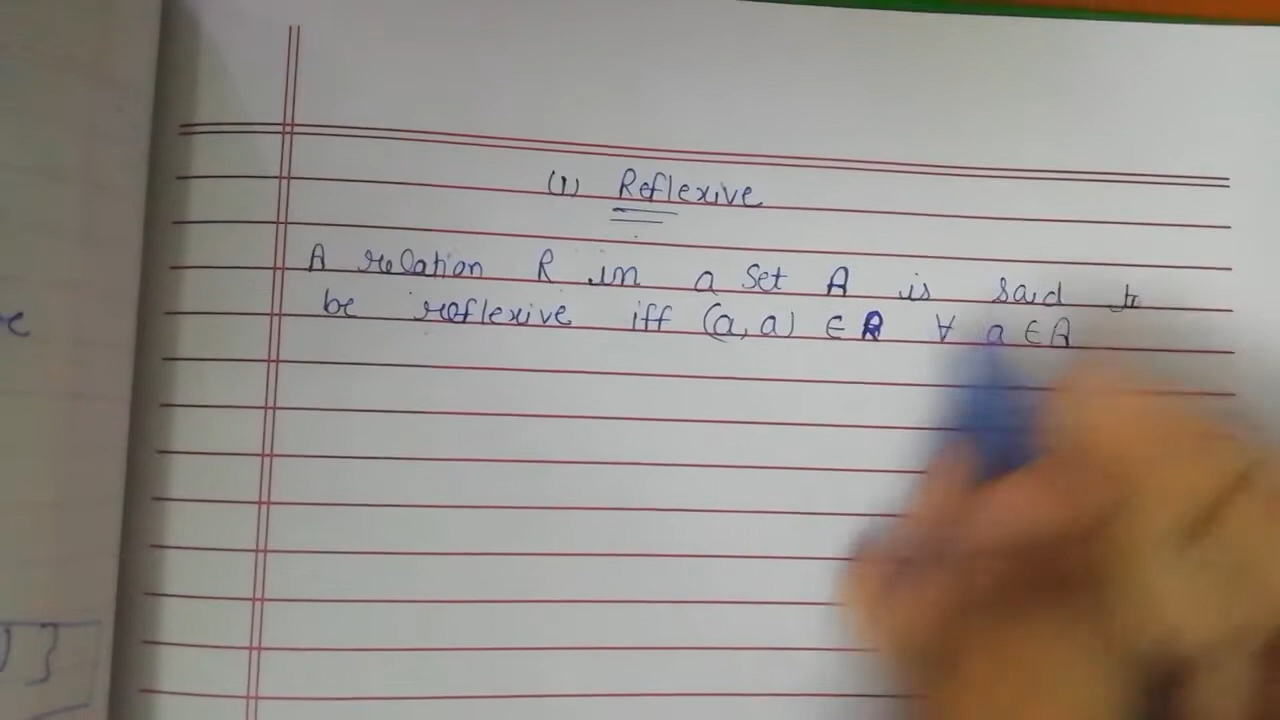 (1) Reflexive
A relation R in a set A is said to
be reflexive iff (a, a) ∈ R ∀ a ∈ A
e
) }